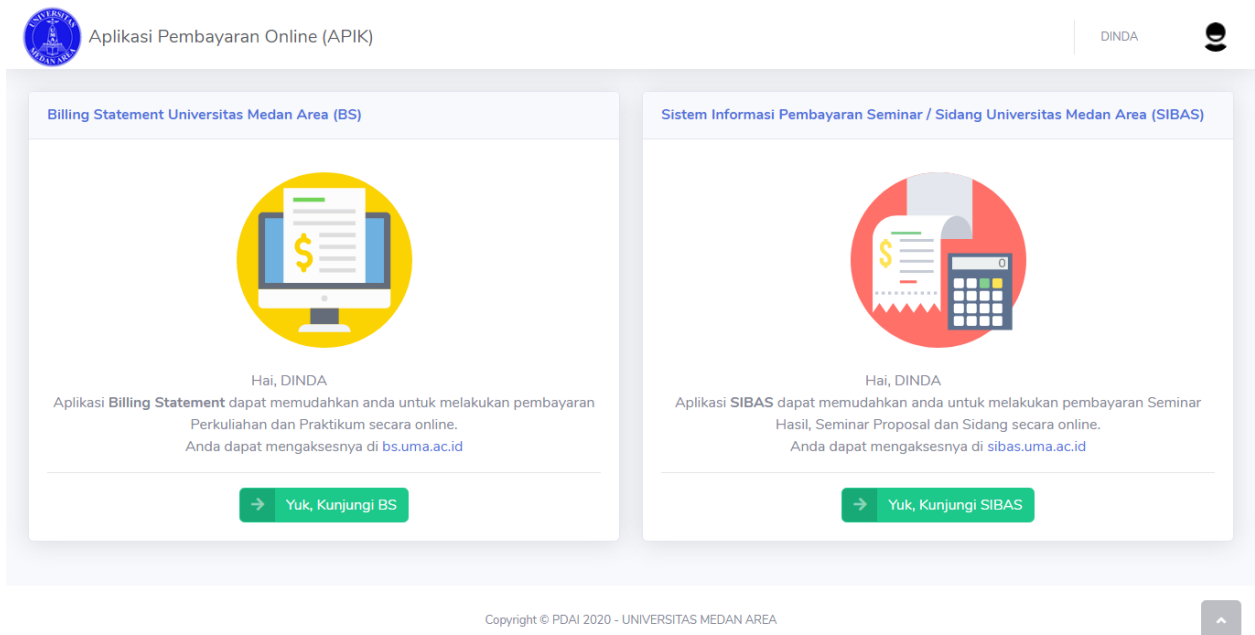 UNIVERSITAS
MEDAN AREA
Aplikasi Pembayaran Online (APIK)
DINDA
Billing Statement Universitas Medan Area (BS)
$
Hai, DINDA
Aplikasi Billing Statement dapat memudahkan anda untuk melakukan pembayaran
Perkuliahan dan Praktikum secara online.
Anda dapat mengaksesnya di bs.uma.ac.id
Yuk, Kunjungi BS
Sistem Informasi Pembayaran Seminar / Sidang Universitas Medan Area (SIBAS)
$
0
Hai, DINDA
Aplikasi SIBAS dapat memudahkan anda untuk melakukan pembayaran Seminar
Hasil, Seminar Proposal dan Sidang secara online.
Anda dapat mengaksesnya di sibas.uma.ac.id
Yuk, Kunjungi SIBAS
Copyright © PDAI 2020 - UNIVERSITAS MEDAN AREA